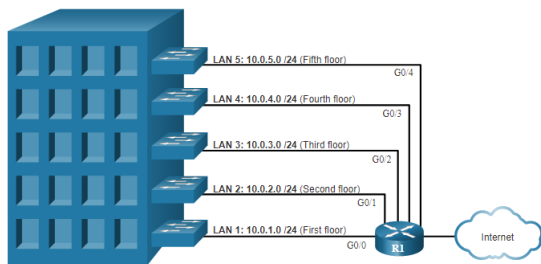 LAN 5: 10.0.5.0 /24 (Fifth floor)
G0/4
LAN 4: 10.0.4.0 /24 (Fourth floor)
G0/3
LAN 3: 10.0.3.0 /24 (Third floor)
G0/2
LAN 2: 10.0.2.0 /24 (Second floor)
G0/1
LAN 1: 10.0.1.0 /24 (First floor)
G0/0
R1
Internet